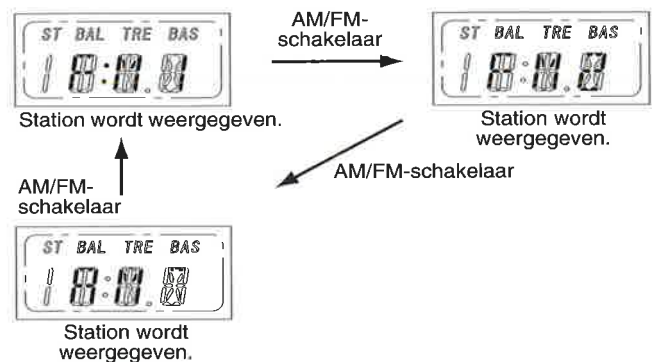 ST BAL TRE BAS
AM/FM-
schakelaar
ST BAL TRE BAS
Station wordt weergegeven.
Station wordt
weergegeven.
AM/FM-schakelaar
AM/FM-
schakelaar
ST BAL TRE BAS
Station wordt
weergegeven.